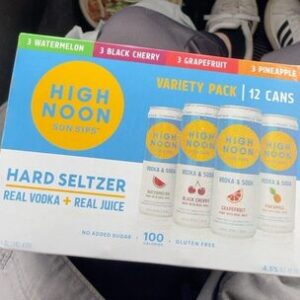 3 WATERMELON
3 BLACK CHERRY
3 GRAPEFRUIT
3 PINEAPPLE
VARIETY PACK | 12 CANS
HIGH
NOON
SUN SIPS
HARD SELTZER
REAL VODKA + REAL JUICE
NO ADDED SUGAR · 100 CALORIES · GLUTEN FREE
HIGH
NOON
VODKA & SODA
WATERMELON
HIGH
NOON
VODKA & SODA
BLACK CHERRY
HIGH
NOON
VODKA & SODA
GRAPEFRUIT
HIGH
NOON
VODKA & SODA
PINEAPPLE
4.5%